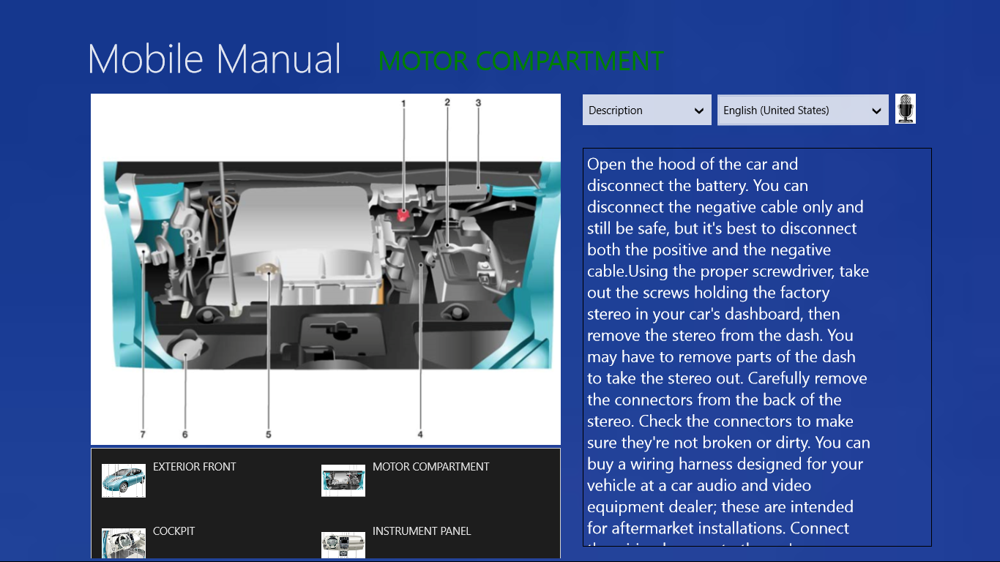 Mobile Manual
MOTOR COMPARTMENT
1 2 3
7 6 5 4
EXTERIOR FRONT
MOTOR COMPARTMENT
COCKPIT
INSTRUMENT PANEL
Description
English (United States)
Open the hood of the car and
disconnect the battery. You can
disconnect the negative cable only and
still be safe, but it's best to disconnect
both the positive and the negative
cable.Using the proper screwdriver, take
out the screws holding the factory
stereo in your car's dashboard, then
remove the stereo from the dash. You
may have to remove parts of the dash
to take the stereo out. Carefully remove
the connectors from the back of the
stereo. Check the connectors to make
sure they're not broken or dirty. You can
buy a wiring harness designed for your
vehicle at a car audio and video
equipment dealer; these are intended
for aftermarket installations. Connect